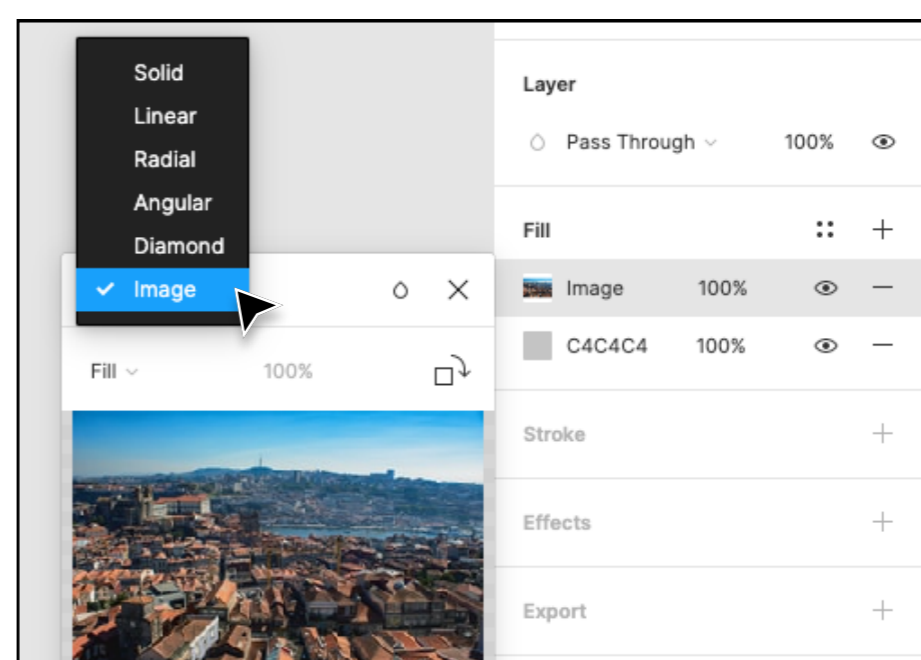 Solid
Linear
Radial
Angular
Diamond
Image
Fill 100%
Layer
Pass Through 100%
Fill
Image 100%
C4C4C4 100%
Stroke
Effects
Export